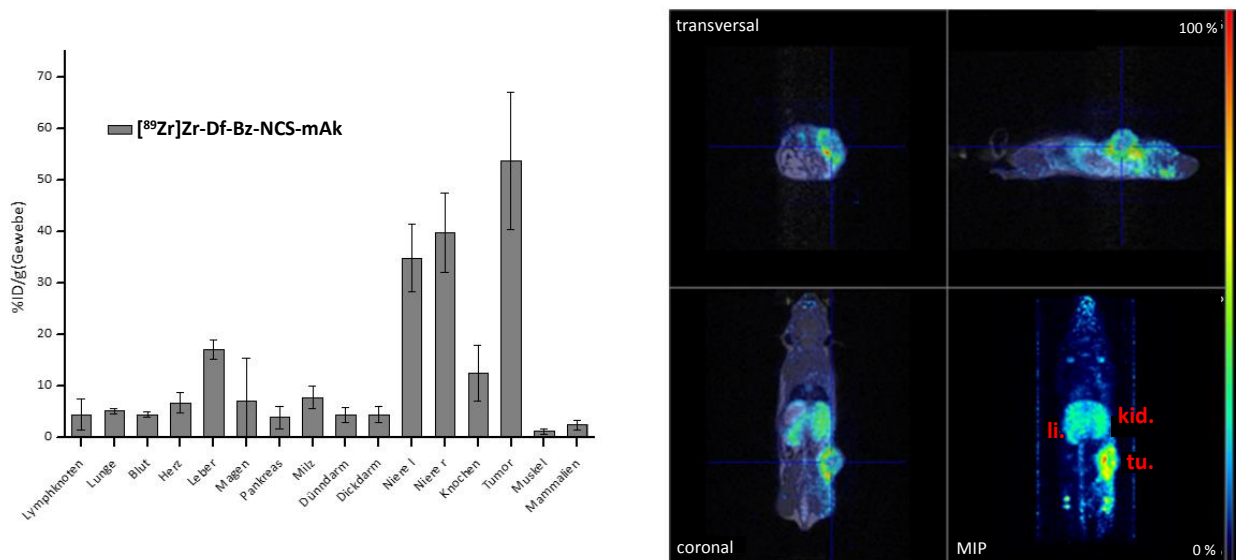 70
60
50
40
30
20
10
0
%ID/g(Gewebe)
[⁸⁹Zr]Zr-Df-Bz-NCS-mAk
Lymphknoten
Lunge
Blut
Herz
Leber
Magen
Pankreas
Milz
Dünndarm
Dickdarm
Niere l
Niere r
Knochen
Tumor
Muskel
Mammalien
transversal
100 %
coronal
li.
kid.
tu.
MIP
0 %